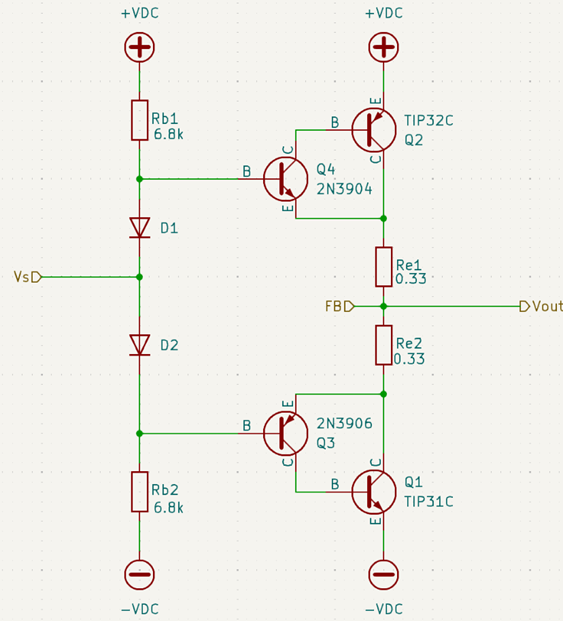 +VDC
+VDC
Rb1
6.8k
E
TIP32C
Q2
B
C
C
B
Q4
2N3904
E
D1
Re1
0.33
Vs
FB
Vout
D2
Re2
0.33
E
2N3906
Q3
B
C
C
Q1
TIP31C
B
E
Rb2
6.8k
-VDC
-VDC